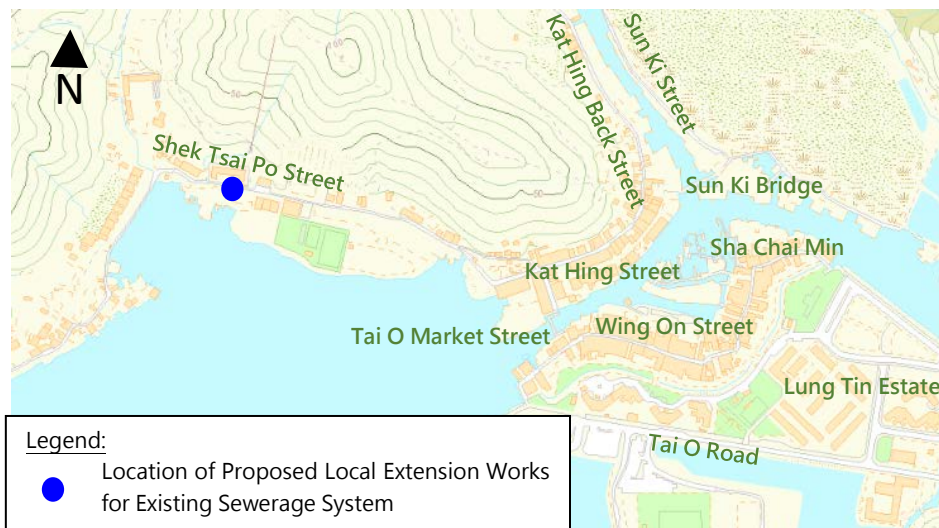 N
Kat Hing Back Street
Sun Ki Street
Shek Tsai Po Street
Sun Ki Bridge
Sha Chai Min
Kat Hing Street
Tai O Market Street
Wing On Street
Lung Tin Estate
Tai O Road
Legend:
Location of Proposed Local Extension Works
for Existing Sewerage System